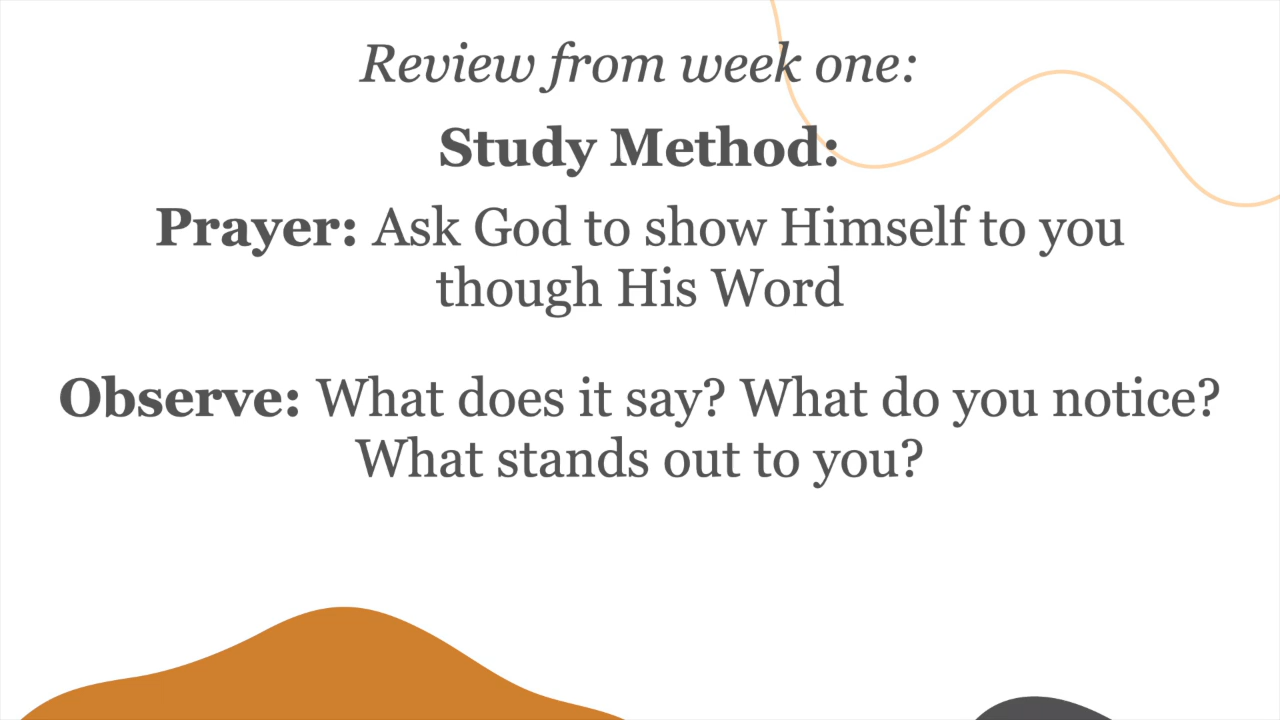 Review from week one:
Study Method:
Prayer: Ask God to show Himself to you
though His Word
Observe: What does it say? What do you notice?
What stands out to you?